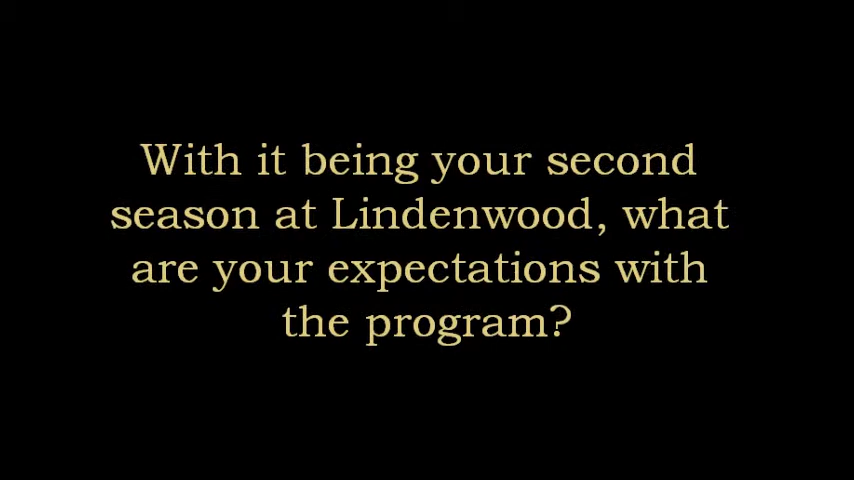 With it being your second
season at Lindenwood, what
are your expectations with
the program?